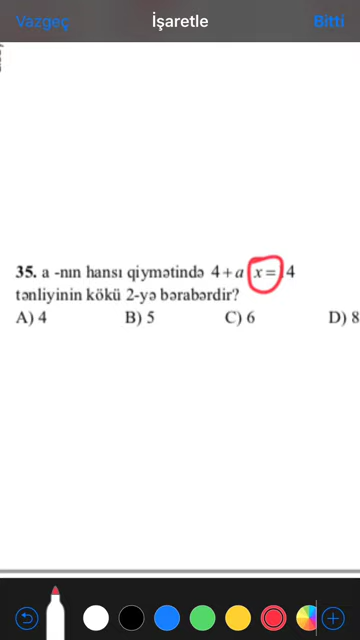 Vazgeç İşaretle Bitti
35. a -nın hansı qiymətində 4+a x= 4
tənliyinin kökü 2-yə bərabərdir?
A) 4 B) 5 C) 6 D) 8